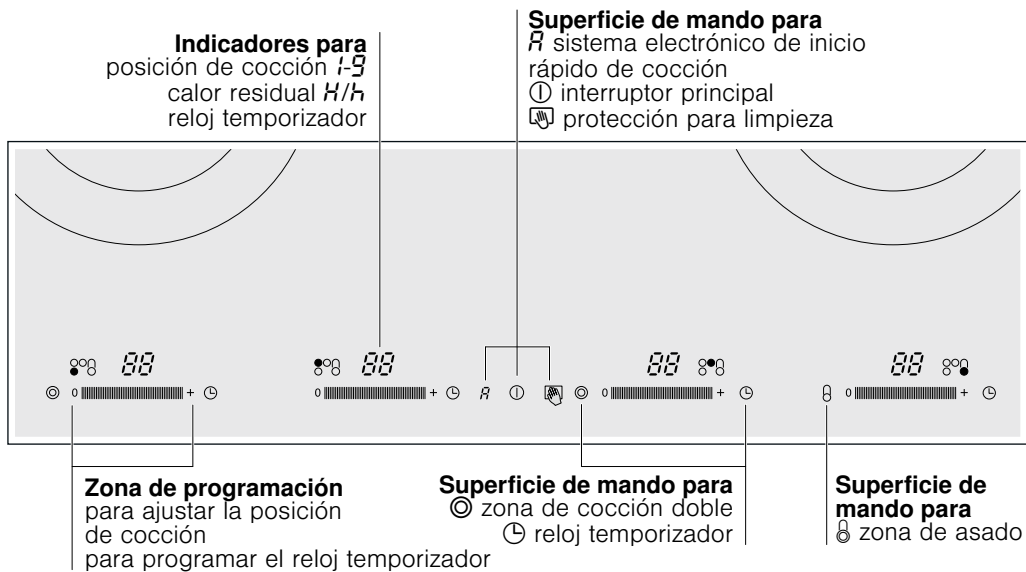 Indicadores para
posición de cocción 1-9
calor residual H/h
reloj temporizador
Superficie de mando para
A sistema electrónico de inicio
rápido de cocción
interruptor principal
protección para limpieza
88
88
88
88
0 +
0 +
A
0 +
0 +
Zona de programación
para ajustar la posición
de cocción
para programar el reloj temporizador
Superficie de mando para
zona de cocción doble
reloj temporizador
Superficie de
mando para
zona de asado